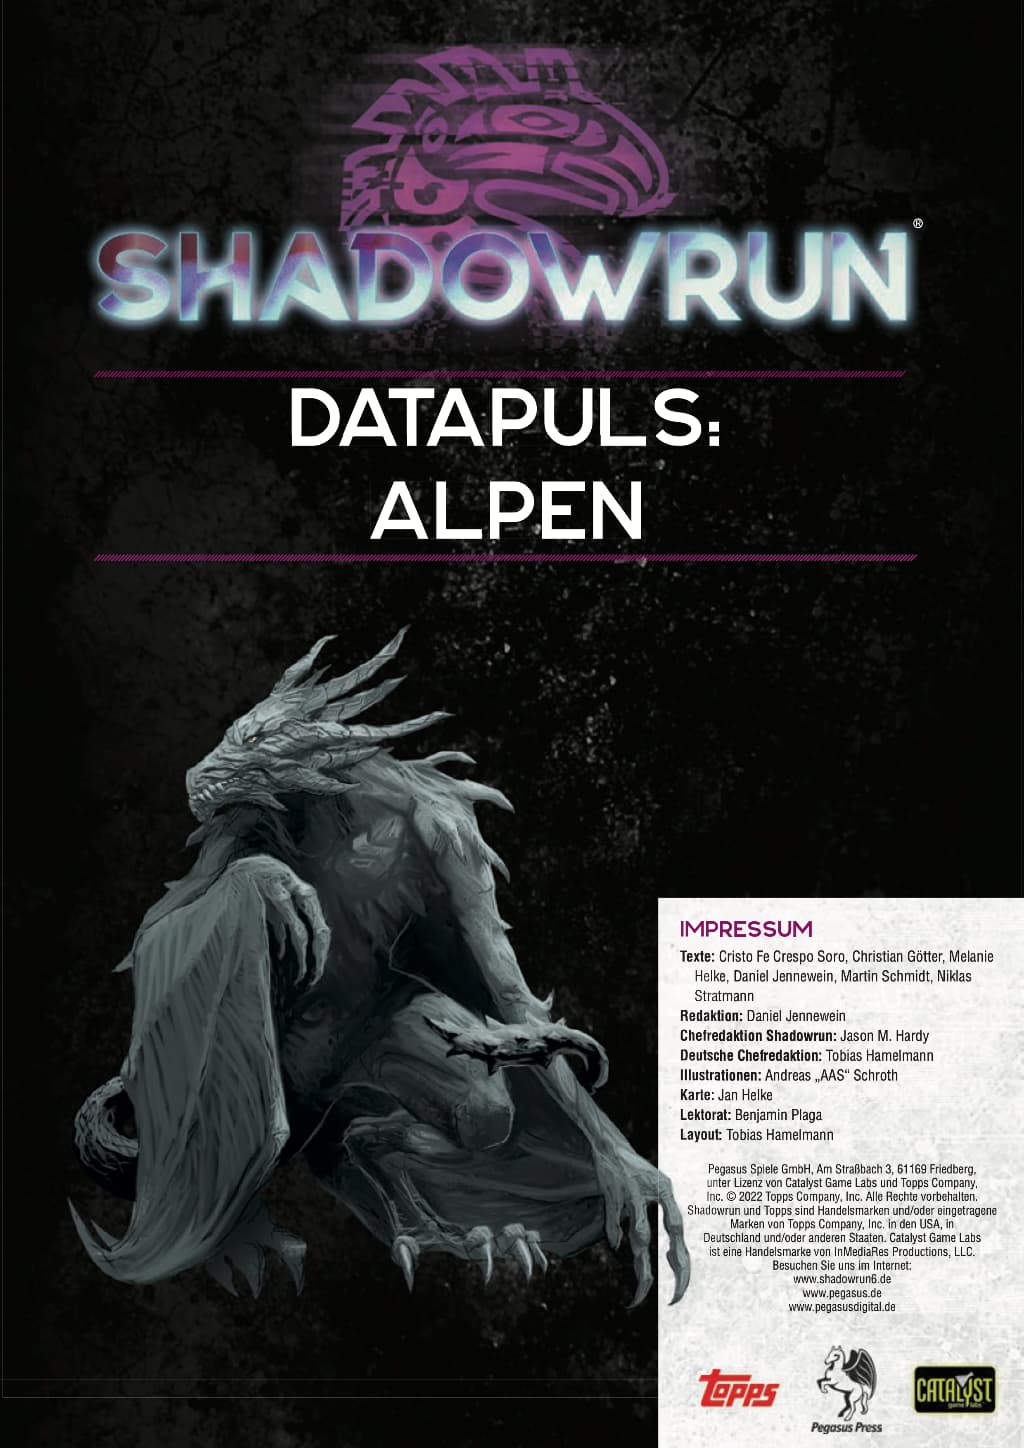 SHADOWRUN®
DATAPULS:
ALPEN
IMPRESSUM
Texte: Cristo Fe Crespo Soro, Christian Götter, Melanie
Helke, Daniel Jennewein, Martin Schmidt, Niklas
Stratmann
Redaktion: Daniel Jennewein
Chefredaktion Shadowrun: Jason M. Hardy
Deutsche Chefredaktion: Tobias Hamelmann
Illustrationen: Andreas „AAS“ Schroth
Karte: Jan Helke
Lektorat: Benjamin Plaga
Layout: Tobias Hamelmann
Pegasus Spiele GmbH, Am Straßbach 3, 61169 Friedberg,
unter Lizenz von Catalyst Game Labs und Topps Company,
Inc. © 2022 Topps Company, Inc. Alle Rechte vorbehalten.
Shadowrun und Topps sind Handelsmarken und/oder eingetragene
Marken von Topps Company, Inc. in den USA, in
Deutschland und/oder anderen Staaten. Catalyst Game Labs
ist eine Handelsmarke von InMediaRes Productions, LLC.
Besuchen Sie uns im Internet:
www.shadowrun6.de
www.pegasus.de
www.pegasusdigital.de
Topps
Pegasus Press
CATALYST
game labs